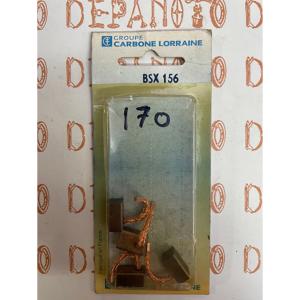 DEPANOTO
GROUPE
CARBONE LORRAINE
BSX 156
170